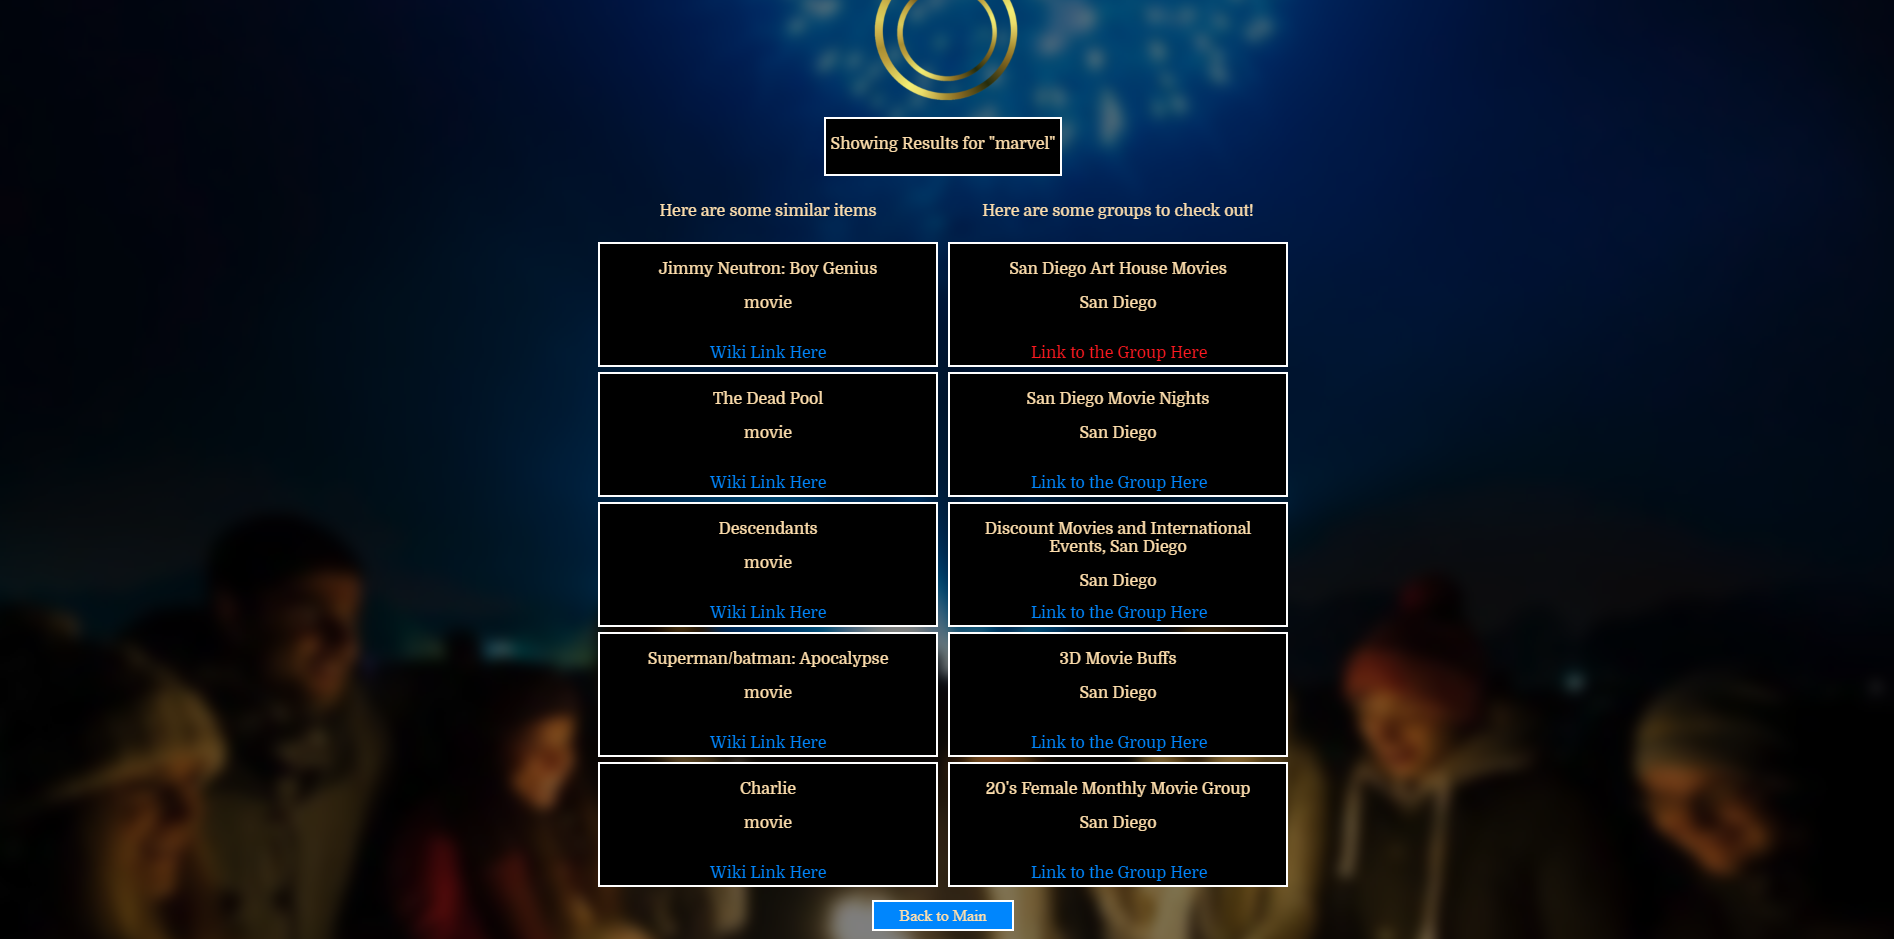 Showing Results for "marvel"
Here are some similar items
Jimmy Neutron: Boy Genius
movie
Wiki Link Here
The Dead Pool
movie
Wiki Link Here
Descendants
movie
Wiki Link Here
Superman/batman: Apocalypse
movie
Wiki Link Here
Charlie
movie
Wiki Link Here
Here are some groups to check out!
San Diego Art House Movies
San Diego
Link to the Group Here
San Diego Movie Nights
San Diego
Link to the Group Here
Discount Movies and International
Events, San Diego
San Diego
Link to the Group Here
3D Movie Buffs
San Diego
Link to the Group Here
20's Female Monthly Movie Group
San Diego
Link to the Group Here
Back to Main